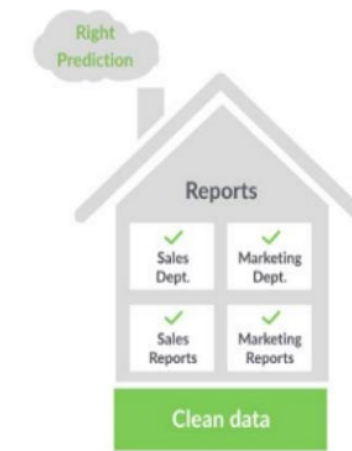 Right
Prediction
Reports
Sales
Dept.
Marketing
Dept.
Sales
Reports
Marketing
Reports
Clean data